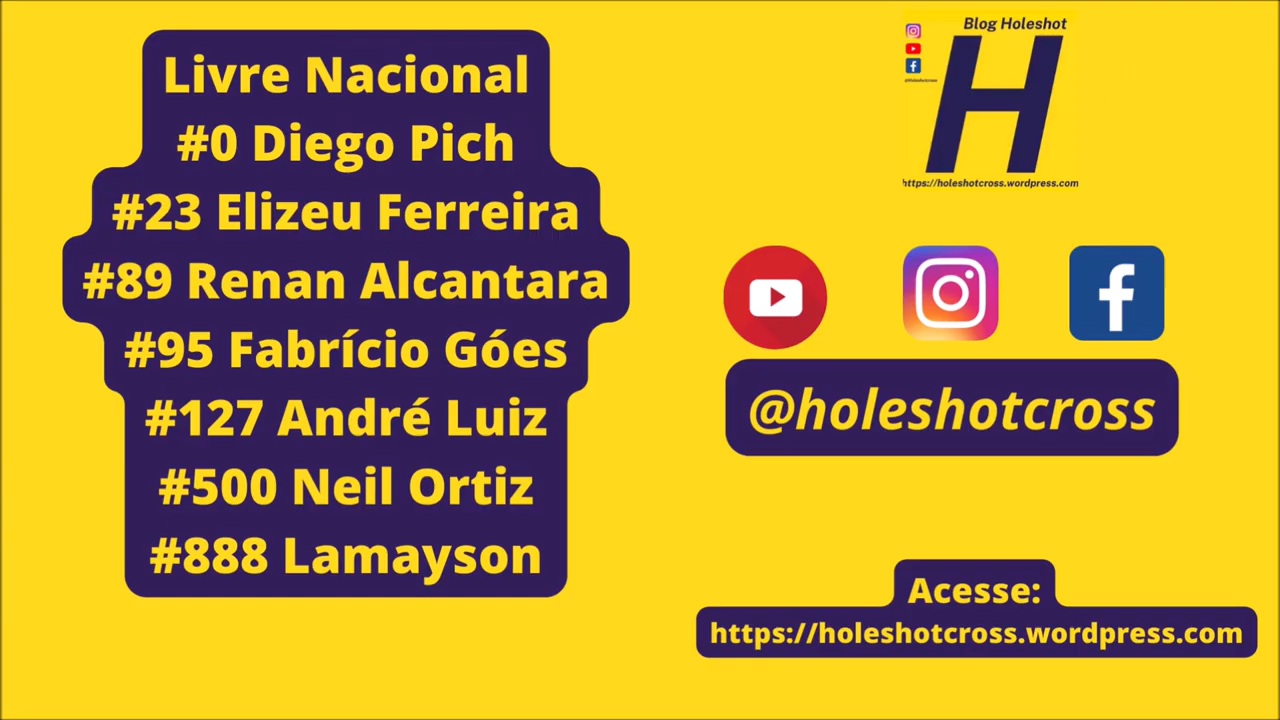 Livre Nacional
#0 Diego Pich
#23 Elizeu Ferreira
#89 Renan Alcantara
#95 Fabrício Góes
#127 André Luiz
#500 Neil Ortiz
#888 Lamayson
Blog Holeshot
@holeshotcross
H
https://holeshotcross.wordpress.com
@holeshotcross
Acesse:
https://holeshotcross.wordpress.com